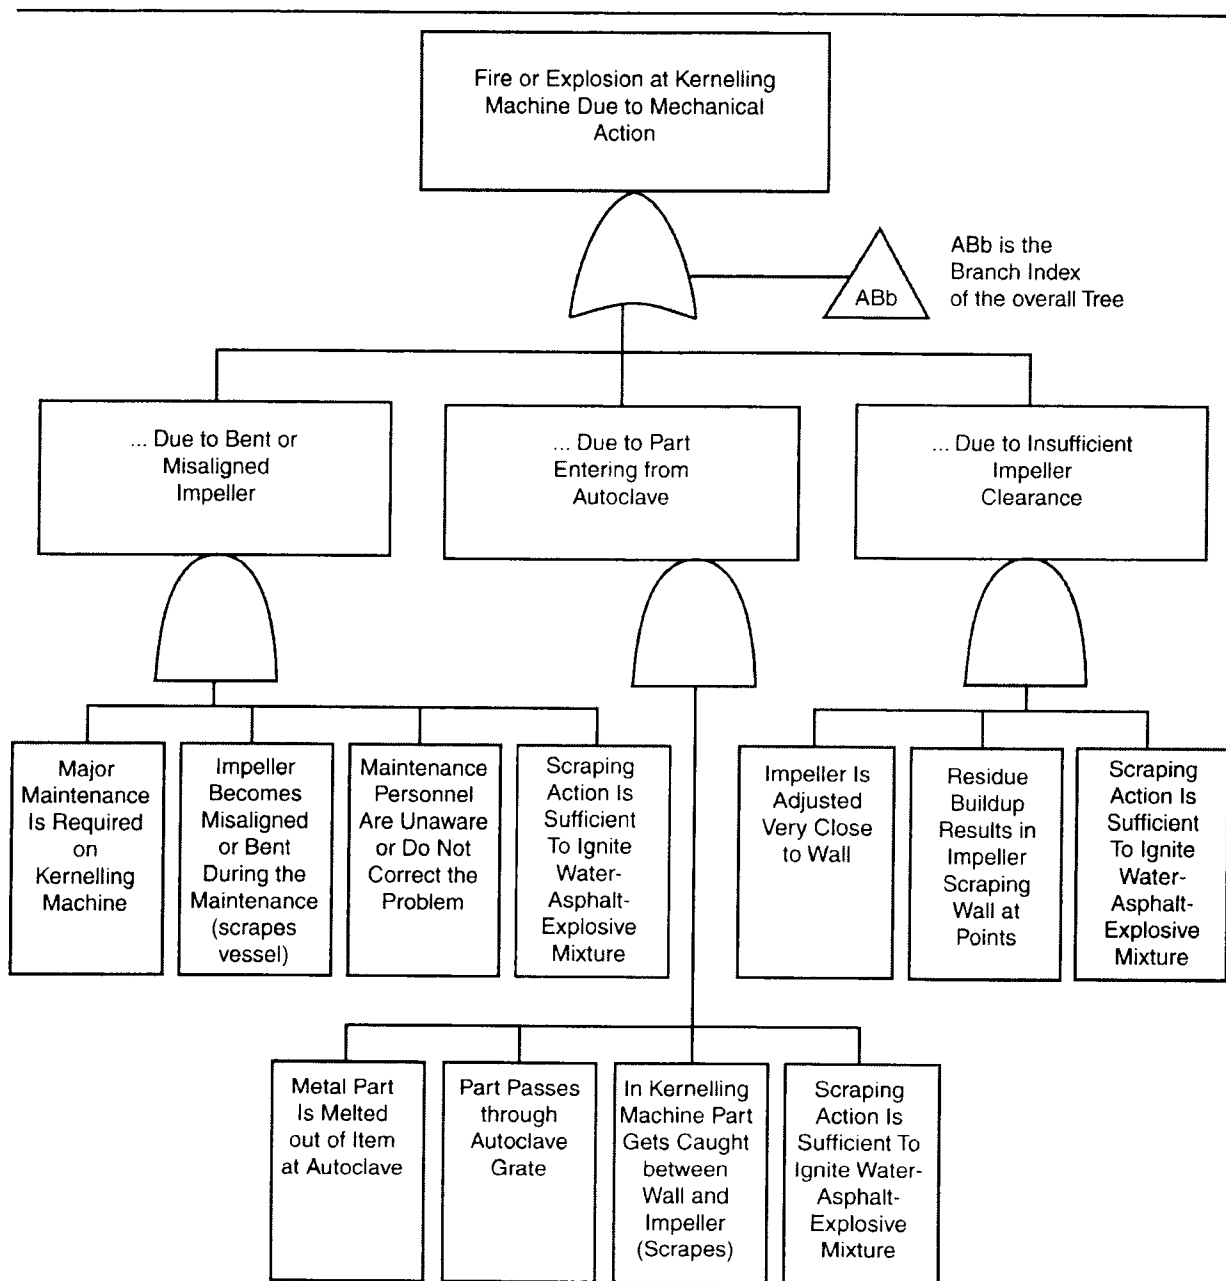 Fire or Explosion at Kernelling
Machine Due to Mechanical
Action
ABb
ABb is the
Branch Index
of the overall Tree
... Due to Bent or
Misaligned
Impeller
... Due to Part
Entering from
Autoclave
... Due to Insufficient
Impeller
Clearance
Major
Maintenance
Is Required
on
Kernelling
Machine
Impeller
Becomes
Misaligned
or Bent
During the
Maintenance
(scrapes
vessel)
Maintenance
Personnel
Are Unaware
or Do Not
Correct the
Problem
Scraping
Action Is
Sufficient
To Ignite
Water-
Asphalt-
Explosive
Mixture
Impeller Is
Adjusted
Very Close
to Wall
Residue
Buildup
Results in
Impeller
Scraping
Wall at
Points
Scraping
Action Is
Sufficient
To Ignite
Water-
Asphalt-
Explosive
Mixture
Metal Part
Is Melted
out of Item
at Autoclave
Part Passes
through
Autoclave
Grate
In Kernelling
Machine Part
Gets Caught
between
Wall and
Impeller
(Scrapes)
Scraping
Action Is
Sufficient To
Ignite Water-
Asphalt-
Explosive
Mixture